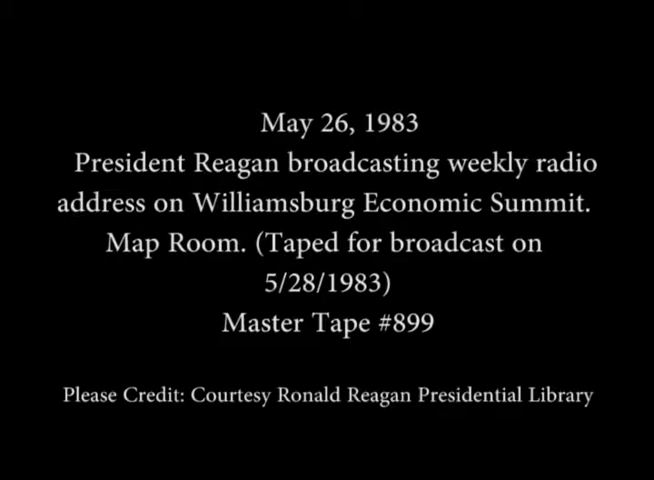 May 26, 1983
President Reagan broadcasting weekly radio
address on Williamsburg Economic Summit.
Map Room. (Taped for broadcast on
5/28/1983)
Master Tape #899
Please Credit: Courtesy Ronald Reagan Presidential Library